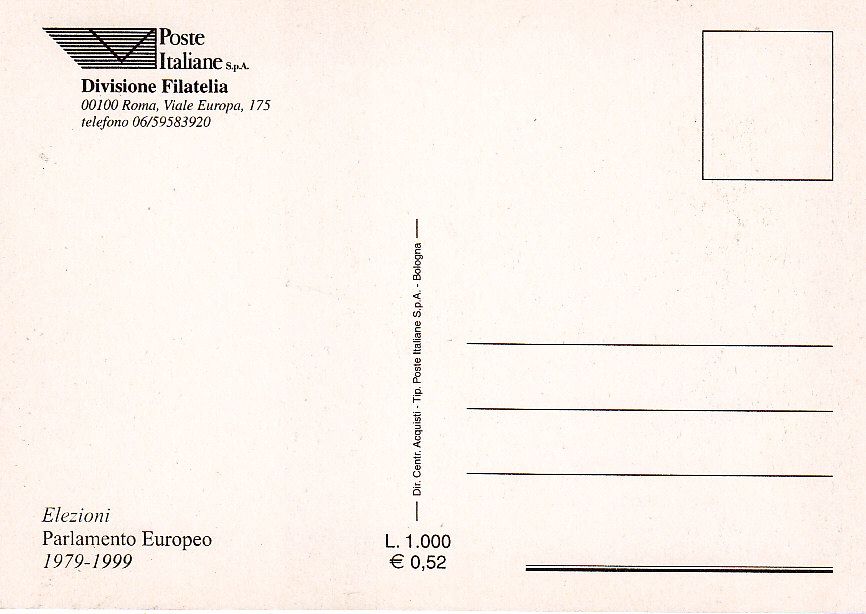 Poste
Italiane S.p.A.
Divisione Filatelia
00100 Roma, Viale Europa, 175
telefono 06/59583920
Dir. Centr. Acquisti - Tip. Poste Italiane S.p.A. - Bologna
Elezioni
Parlamento Europeo
1979-1999
L. 1.000
€ 0,52